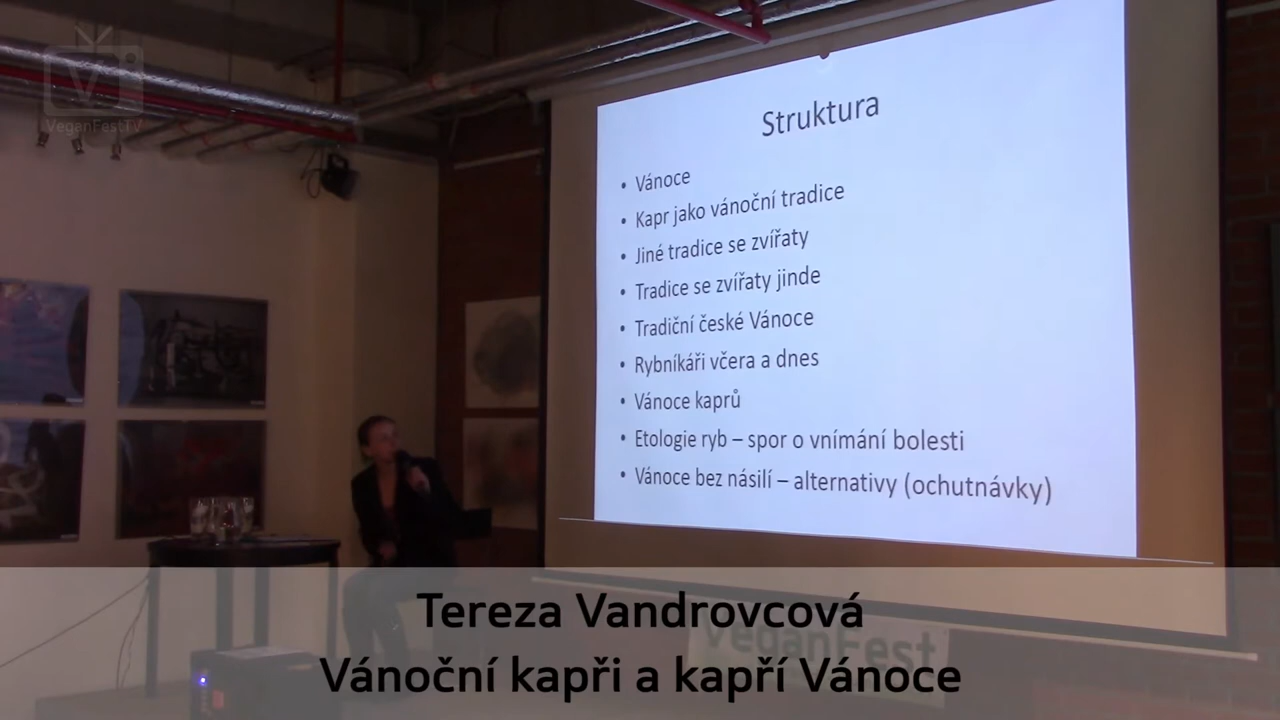 VeganFestTV
Struktura
• Vánoce
• Kapr jako vánoční tradice
• Jiné tradice se zvířaty
• Tradice se zvířaty jinde
• Tradiční české Vánoce
• Rybníkáři včera a dnes
• Vánoce kaprů
• Etologie ryb – spor o vnímání bolesti
• Vánoce bez násilí – alternativy (ochutnávky)
VeganFest
Tereza Vandrovcová
Vánoční kapři a kapří Vánoce